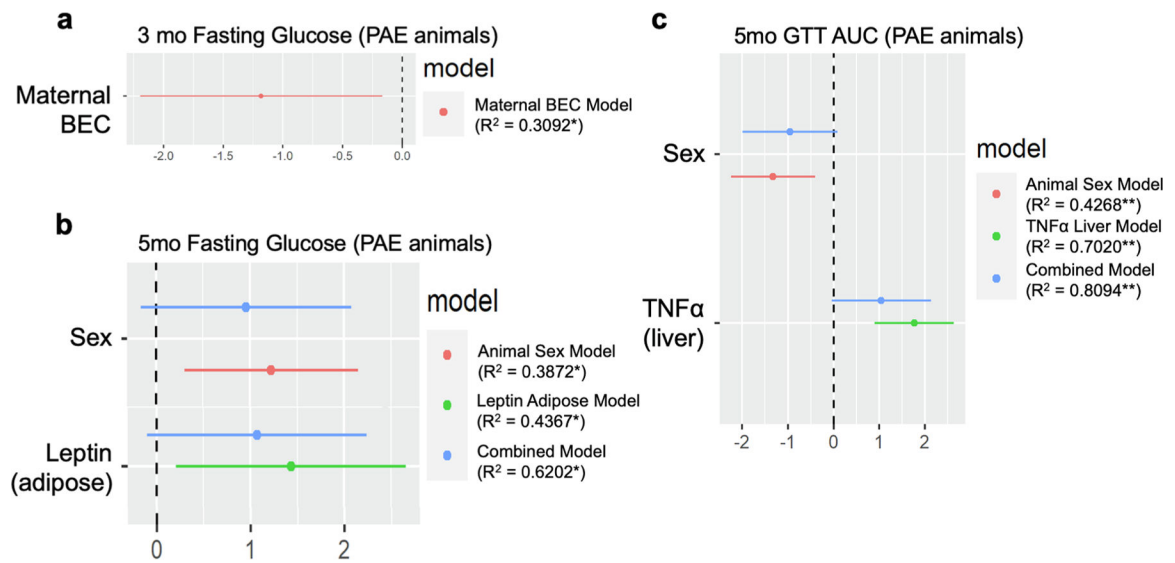 a
3 mo Fasting Glucose (PAE animals)
Maternal
BEC
-2.0 -1.5 -1.0 -0.5 0.0
model
Maternal BEC Model
(R² = 0.3092*)
b
5mo Fasting Glucose (PAE animals)
Sex
Leptin
(adipose)
0 1 2
model
Animal Sex Model
(R² = 0.3872*)
Leptin Adipose Model
(R² = 0.4367*)
Combined Model
(R² = 0.6202*)
c
5mo GTT AUC (PAE animals)
Sex
TNFα
(liver)
-2 -1 0 1 2
model
Animal Sex Model
(R² = 0.4268**)
TNFα Liver Model
(R² = 0.7020**)
Combined Model
(R² = 0.8094**)